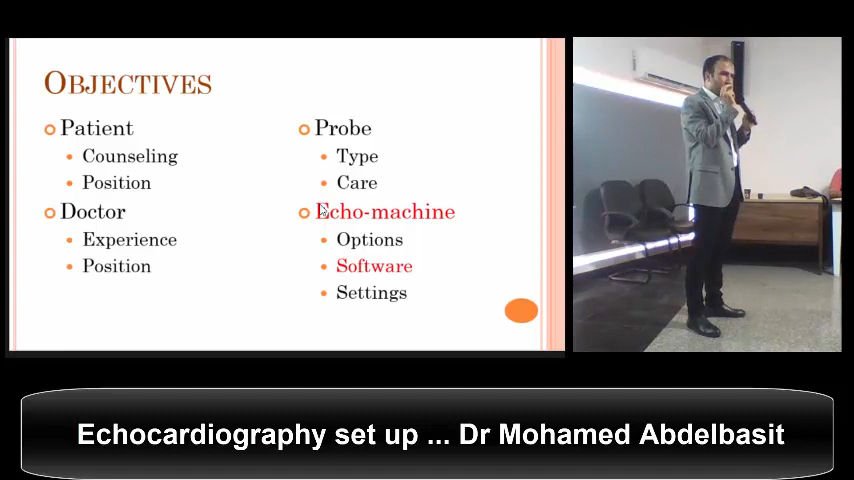 OBJECTIVES
Patient
Counseling
Position
Doctor
Experience
Position
Probe
Type
Care
Echo-machine
Options
Software
Settings
Echocardiography set up ... Dr Mohamed Abdelbasit